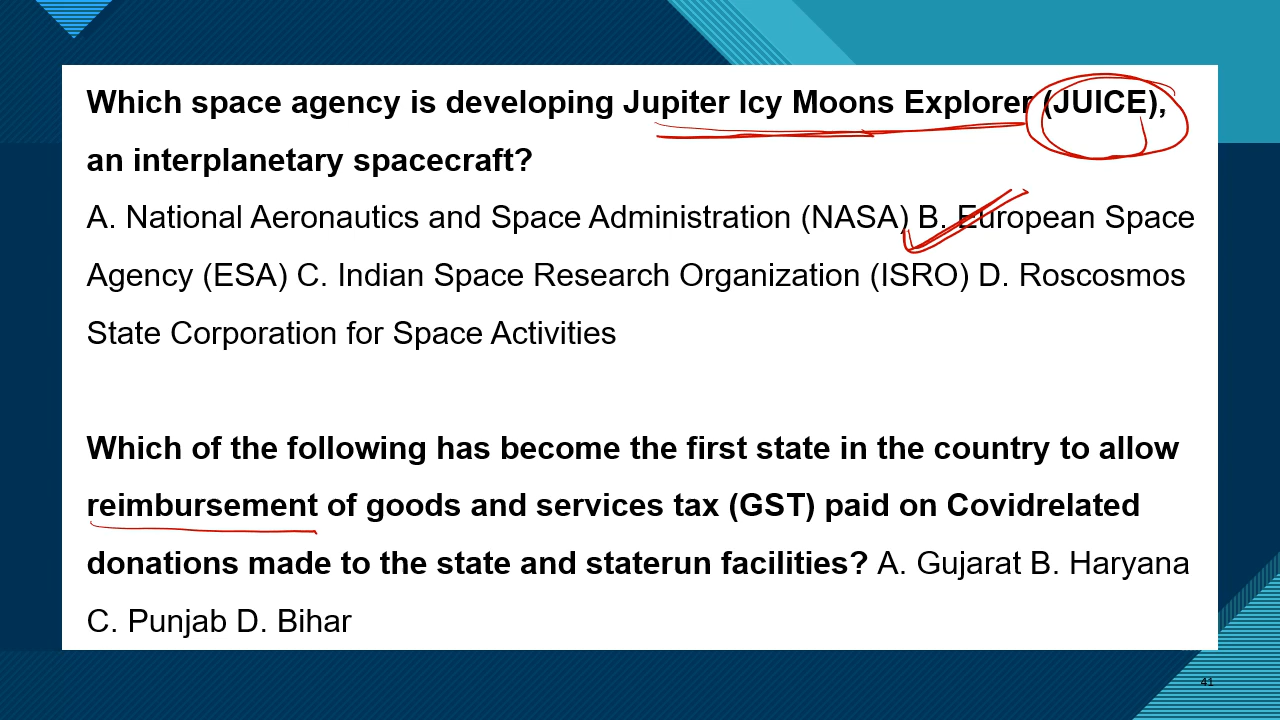 Which space agency is developing Jupiter Icy Moons Explorer (JUICE),
an interplanetary spacecraft?
A. National Aeronautics and Space Administration (NASA) B. European Space
Agency (ESA) C. Indian Space Research Organization (ISRO) D. Roscosmos
State Corporation for Space Activities
Which of the following has become the first state in the country to allow
reimbursement of goods and services tax (GST) paid on Covidrelated
donations made to the state and staterun facilities? A. Gujarat B. Haryana
C. Punjab D. Bihar
41